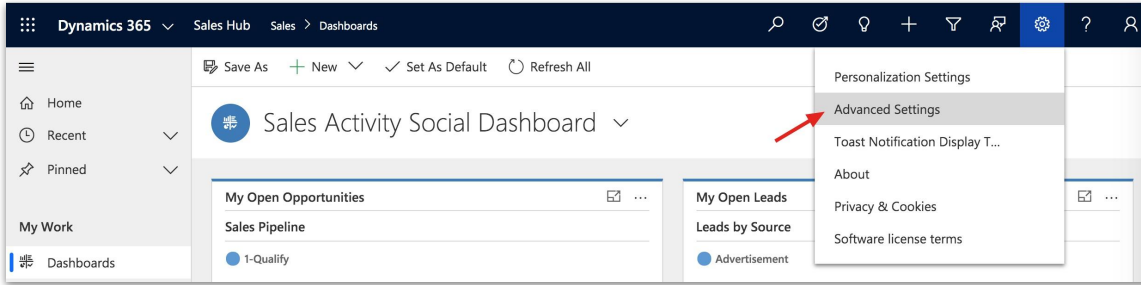 Dynamics 365 Sales Hub Sales > Dashboards ?
Save As New Set As Default Refresh All
Home
Recent
Pinned
My Work
Dashboards
Sales Activity Social Dashboard
My Open Opportunities ...
Sales Pipeline
1-Qualify
My Open Leads ...
Leads by Source
Advertisement
Personalization Settings
Advanced Settings
Toast Notification Display T...
About
Privacy & Cookies
Software license terms